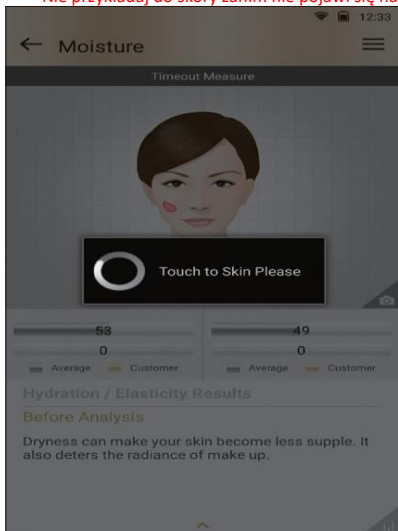 Nie przykładaj do skóry zanim nie pojawi się na
12:33
Moisture
Timeout Measure
Touch to Skin Please
53
49
0
0
Average Customer
Average Customer
Hydration / Elasticity Results
Before Analysis
Dryness can make your skin become less supple. It
also deters the radiance of make up.